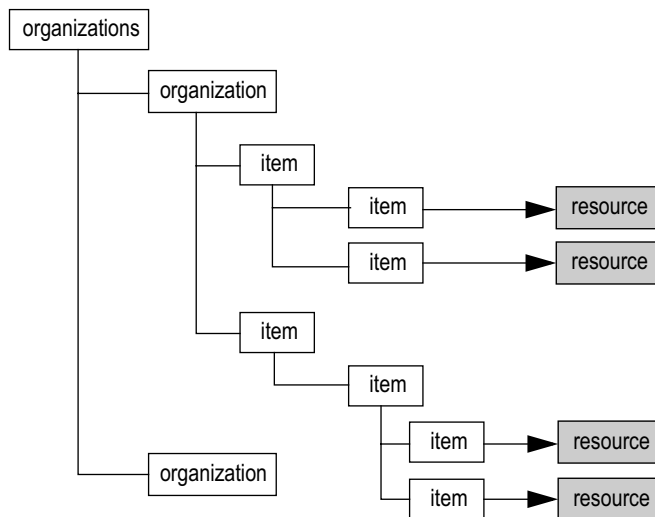 organizations
organization
item
item
resource
item
resource
item
item
item
resource
organization
item
resource